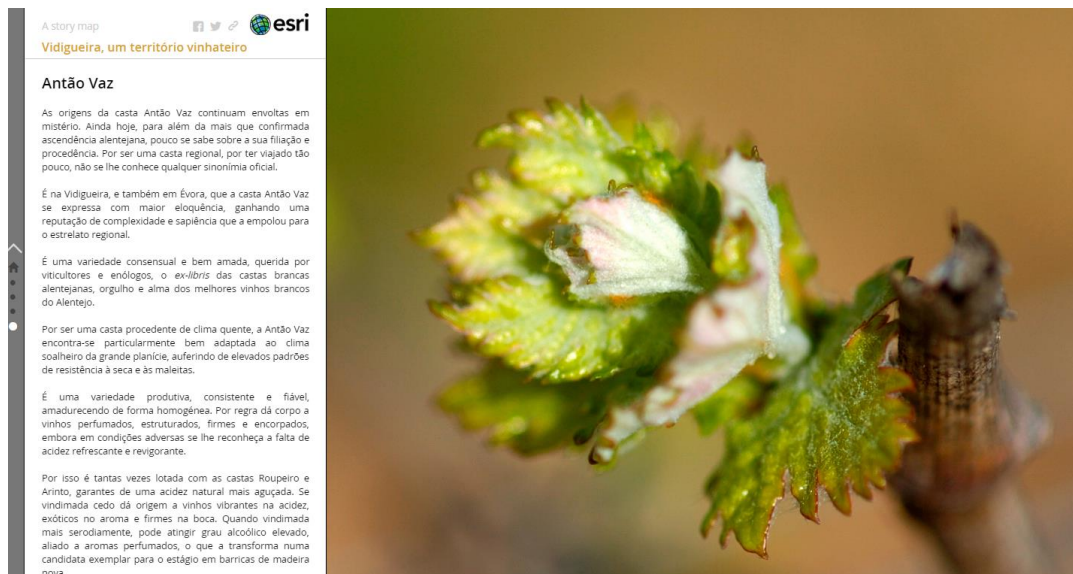 A story map
esri
Vidigueira, um território vinhateiro
Antão Vaz
As origens da casta Antão Vaz continuam envoltas em
mistério. Ainda hoje, para além da mais que confirmada
ascendência alentejana, pouco se sabe sobre a sua filiação e
procedência. Por ser uma casta regional, por ter viajado tão
pouco, não se lhe conhece qualquer sinonímia oficial.
É na Vidigueira, e também em Évora, que a casta Antão Vaz
se expressa com maior eloquência, ganhando uma
reputação de complexidade e sapiência que a empolou para
o estrelato regional.
É uma variedade consensual e bem amada, querida por
viticultores e enólogos, o ex-libris das castas brancas
alentejanas, orgulho e alma dos melhores vinhos brancos
do Alentejo.
Por ser uma casta procedente de clima quente, a Antão Vaz
encontra-se particularmente bem adaptada ao clima
soalheiro da grande planície, auferindo de elevados padrões
de resistência à seca e às maleitas.
É uma variedade produtiva, consistente e fiável,
amadurecendo de forma homogénea. Por regra dá corpo a
vinhos perfumados, estruturados, firmes e encorpados,
embora em condições adversas se lhe reconheça a falta de
acidez refrescante e revigorante.
Por isso é tantas vezes lotada com as castas Roupeiro e
Arinto, garantes de uma acidez natural mais aguçada. Se
vindimada cedo dá origem a vinhos vibrantes na acidez,
exóticos no aroma e firmes na boca. Quando vindimada
mais serodiamente, pode atingir grau alcoólico elevado,
aliado a aromas perfumados, o que a transforma numa
candidata exemplar para o estágio em barricas de madeira
nova